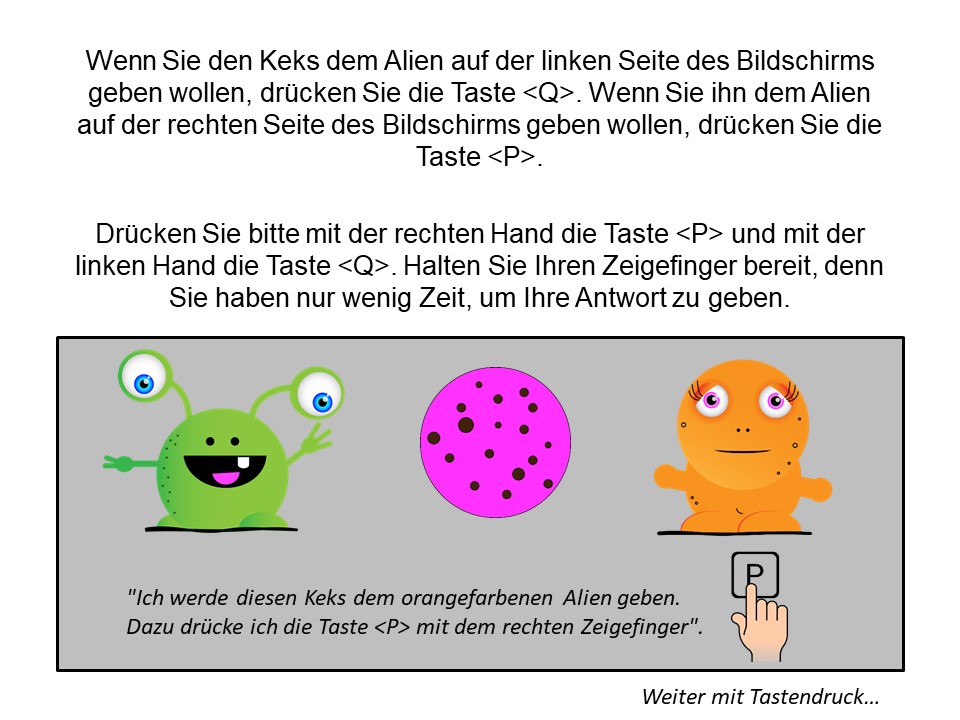 Wenn Sie den Keks dem Alien auf der linken Seite des Bildschirms
geben wollen, drücken Sie die Taste <Q>. Wenn Sie ihn dem Alien
auf der rechten Seite des Bildschirms geben wollen, drücken Sie die
Taste <P>.
Drücken Sie bitte mit der rechten Hand die Taste <P> und mit der
linken Hand die Taste <Q>. Halten Sie Ihren Zeigefinger bereit, denn
Sie haben nur wenig Zeit, um Ihre Antwort zu geben.
P
"Ich werde diesen Keks dem orangefarbenen Alien geben.
Dazu drücke ich die Taste <P> mit dem rechten Zeigefinger".
Weiter mit Tastendruck…